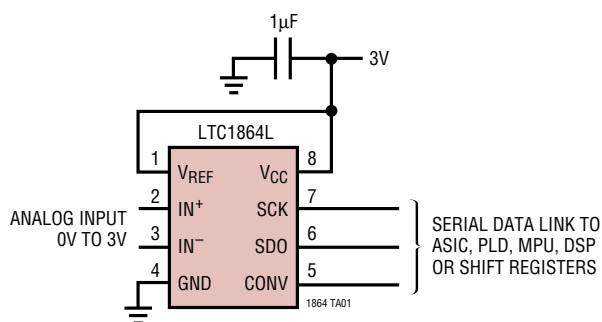 1µF
3V
LTC1864L
1
VREF
VCC
8
2
IN+
SCK
7
3
IN−
SDO
6
4
GND
CONV
5
ANALOG INPUT
0V TO 3V
SERIAL DATA LINK TO
ASIC, PLD, MPU, DSP
OR SHIFT REGISTERS
1864 TA01